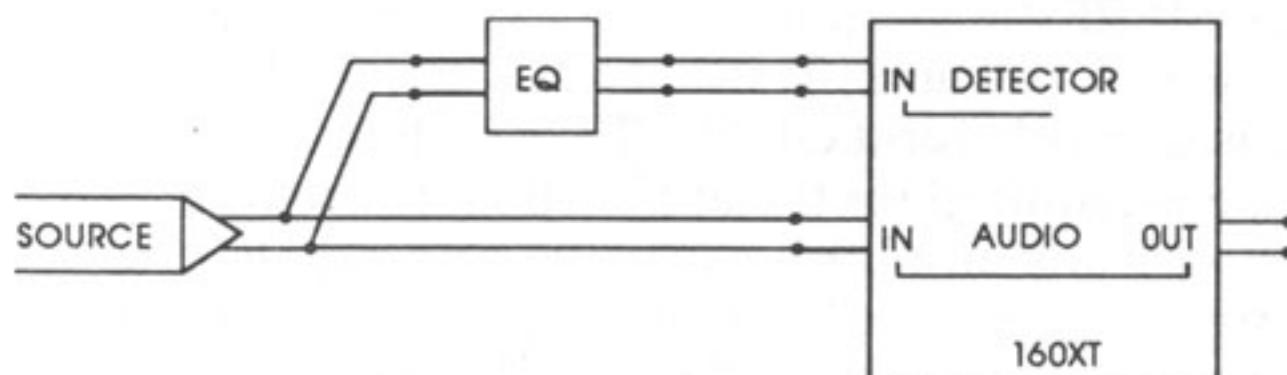 EQ
IN DETECTOR
SOURCE
IN AUDIO OUT
160XT